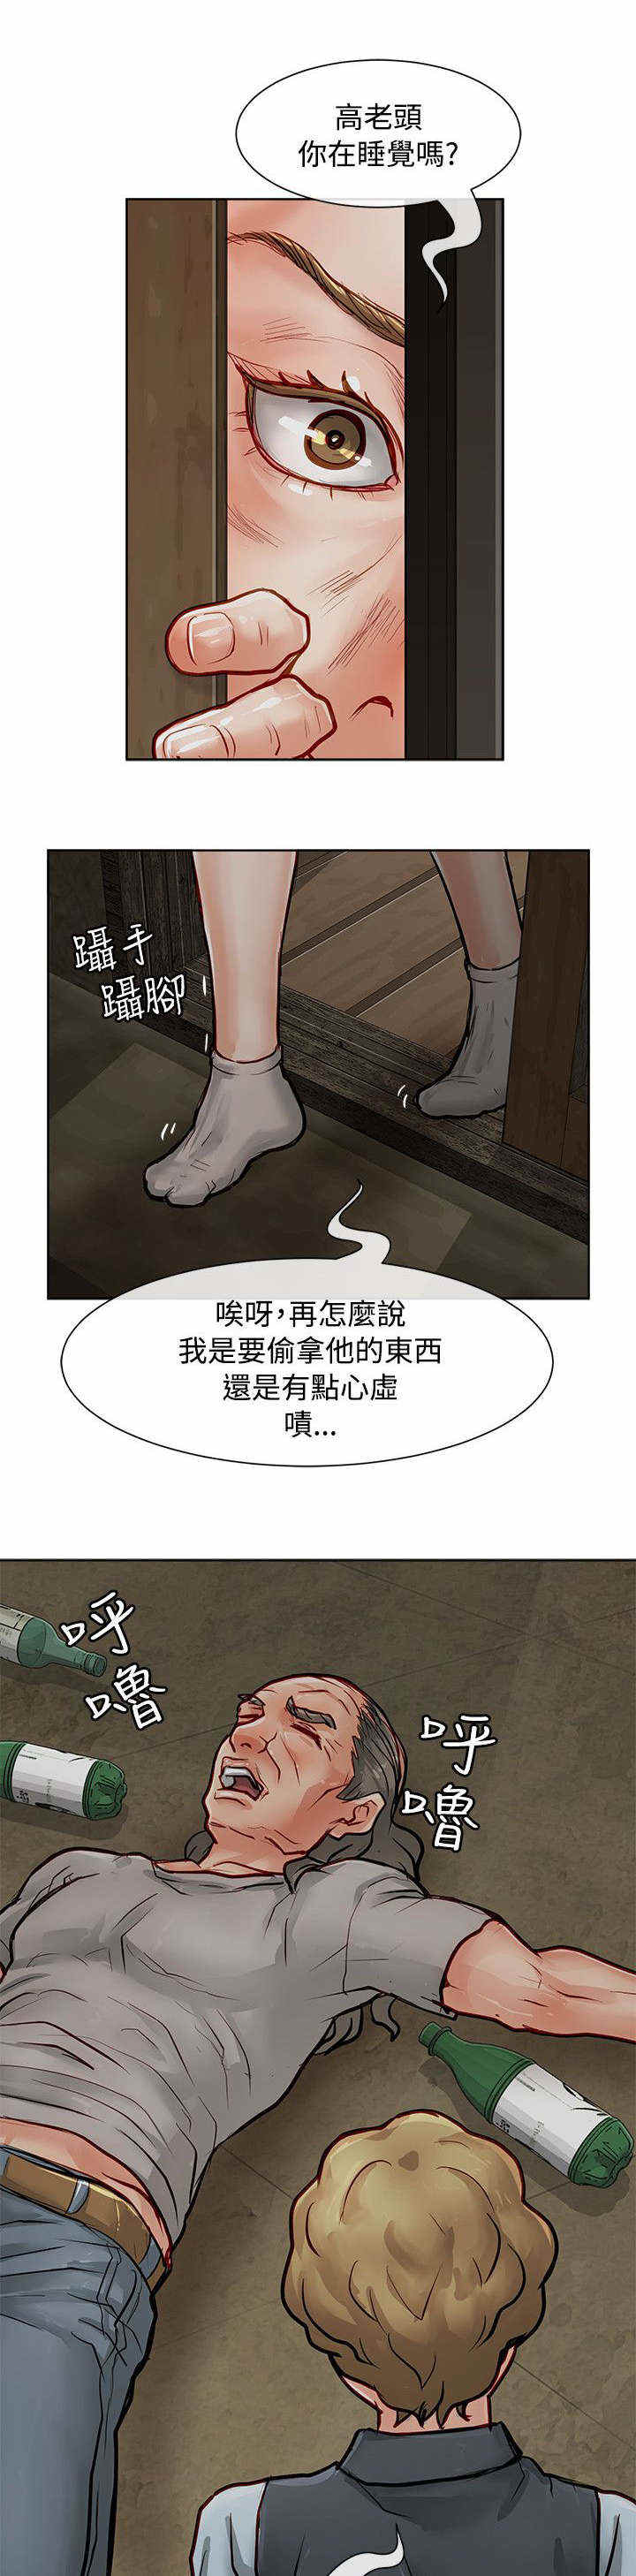 高老頭
你在睡覺嗎?
躡手
躡腳
唉呀,再怎麼說
我是要偷拿他的東西
還是有點心虛
嘖...
呼
嚕
呼
嚕